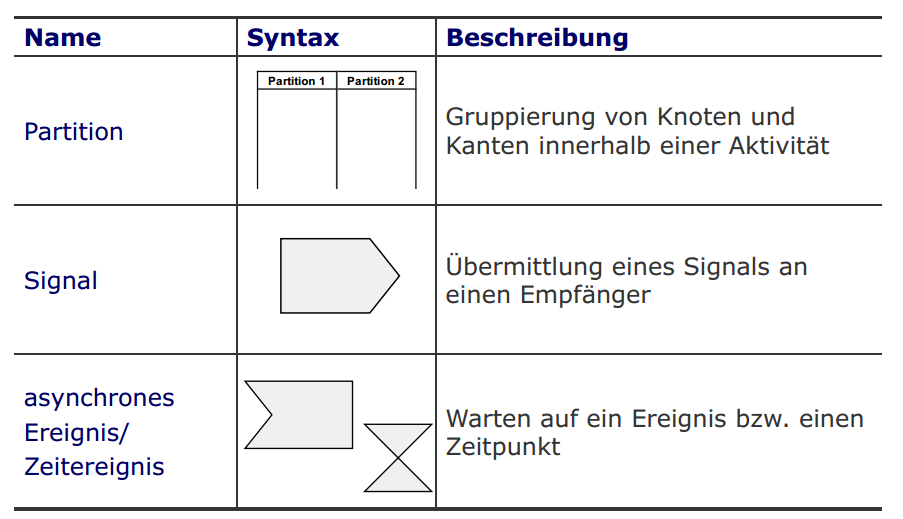 Name
Syntax
Beschreibung
Partition
Partition 1
Partition 2
Gruppierung von Knoten und
Kanten innerhalb einer Aktivität
Signal
Übermittlung eines Signals an
einen Empfänger
asynchrones
Ereignis/
Zeitereignis
Warten auf ein Ereignis bzw. einen
Zeitpunkt